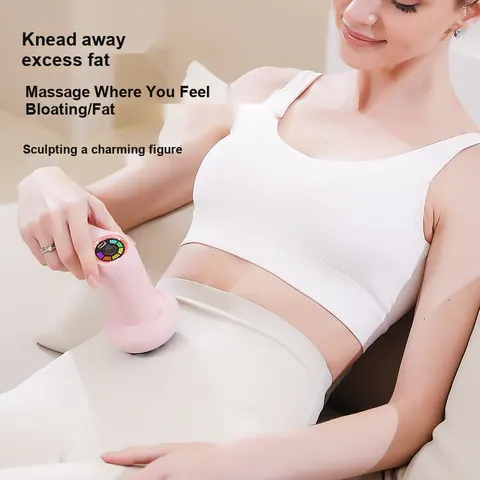 Knead away
excess fat
Massage Where You Feel
Bloating/Fat
Sculpting a charming figure